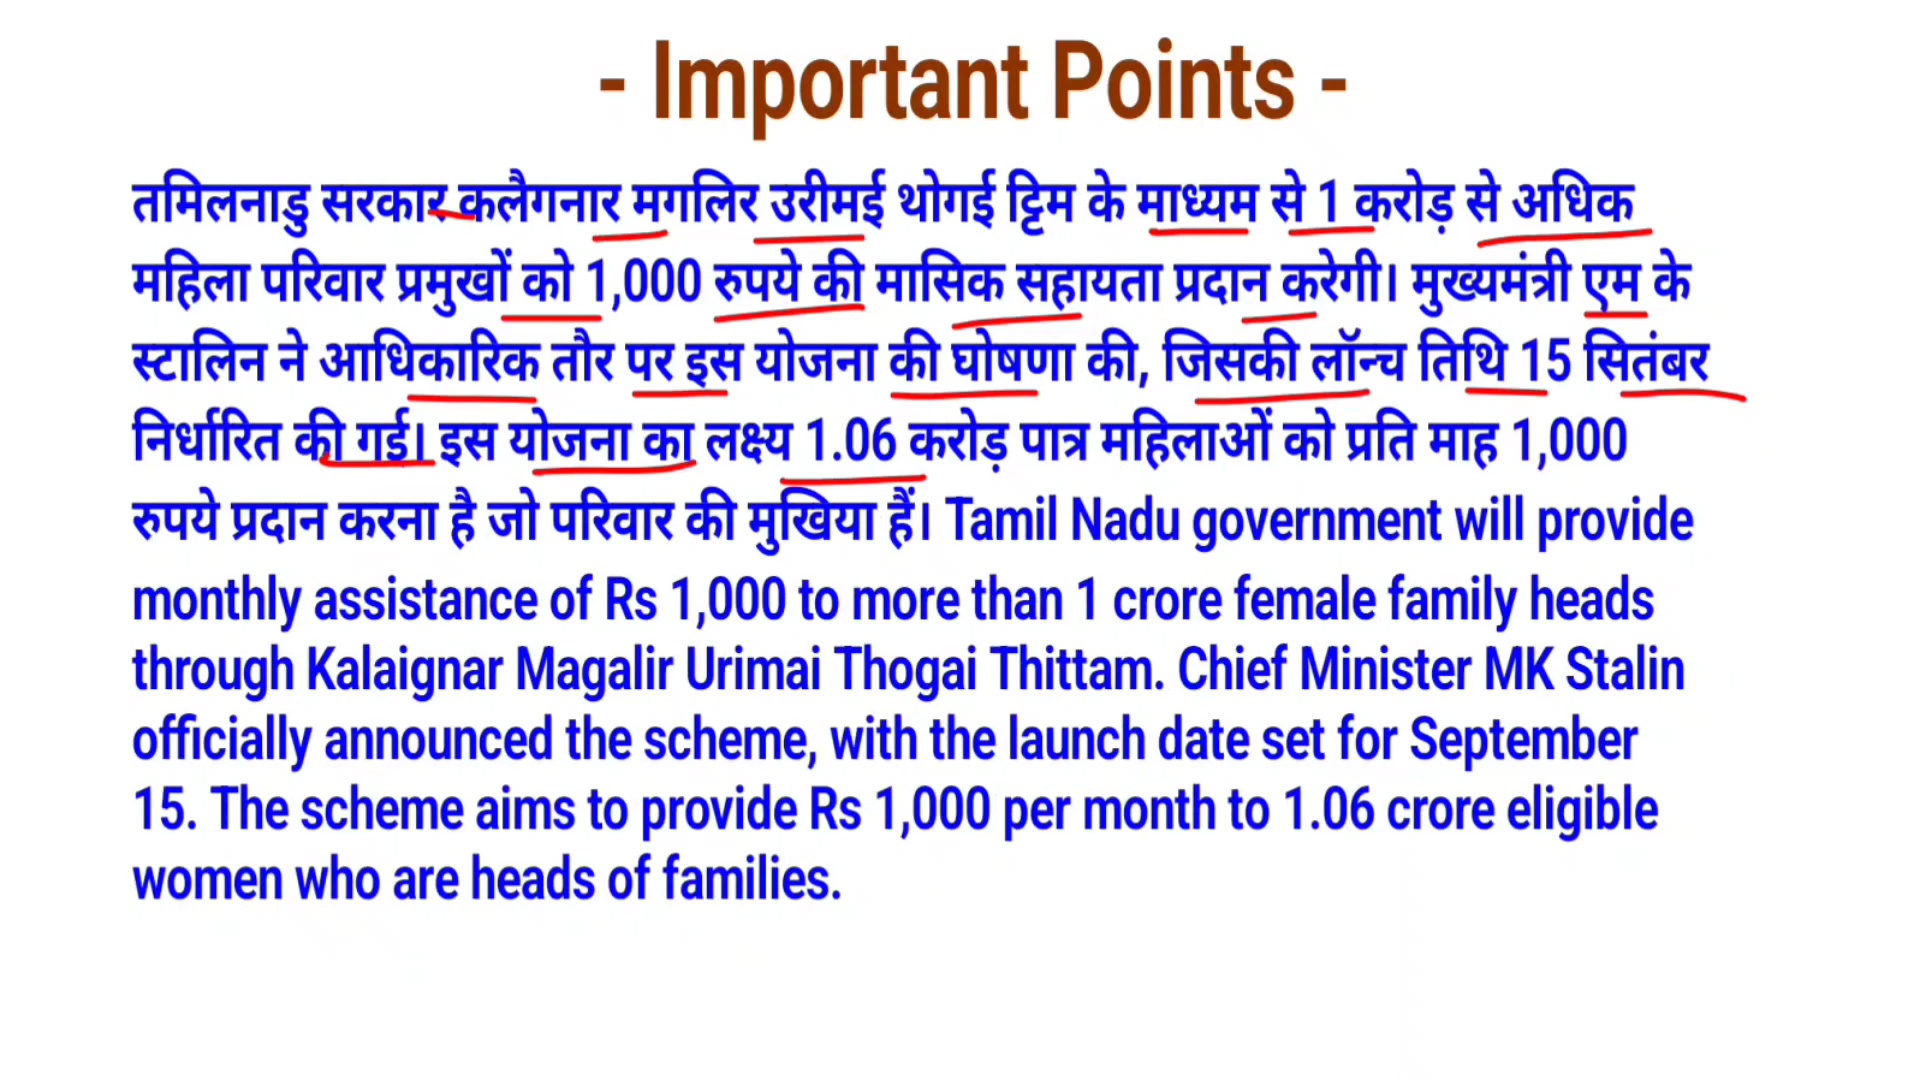 - Important Points -
तमिलनाडु सरकार कलैगनार मगलिर उरीमई थोगई ट्टिम के माध्यम से 1 करोड़ से अधिक
महिला परिवार प्रमुखों को 1,000 रुपये की मासिक सहायता प्रदान करेगी। मुख्यमंत्री एम के
स्टालिन ने आधिकारिक तौर पर इस योजना की घोषणा की, जिसकी लॉन्च तिथि 15 सितंबर
निर्धारित की गई। इस योजना का लक्ष्य 1.06 करोड़ पात्र महिलाओं को प्रति माह 1,000
रुपये प्रदान करना है जो परिवार की मुखिया हैं। Tamil Nadu government will provide
monthly assistance of Rs 1,000 to more than 1 crore female family heads
through Kalaignar Magalir Urimai Thogai Thittam. Chief Minister MK Stalin
officially announced the scheme, with the launch date set for September
15. The scheme aims to provide Rs 1,000 per month to 1.06 crore eligible
women who are heads of families.